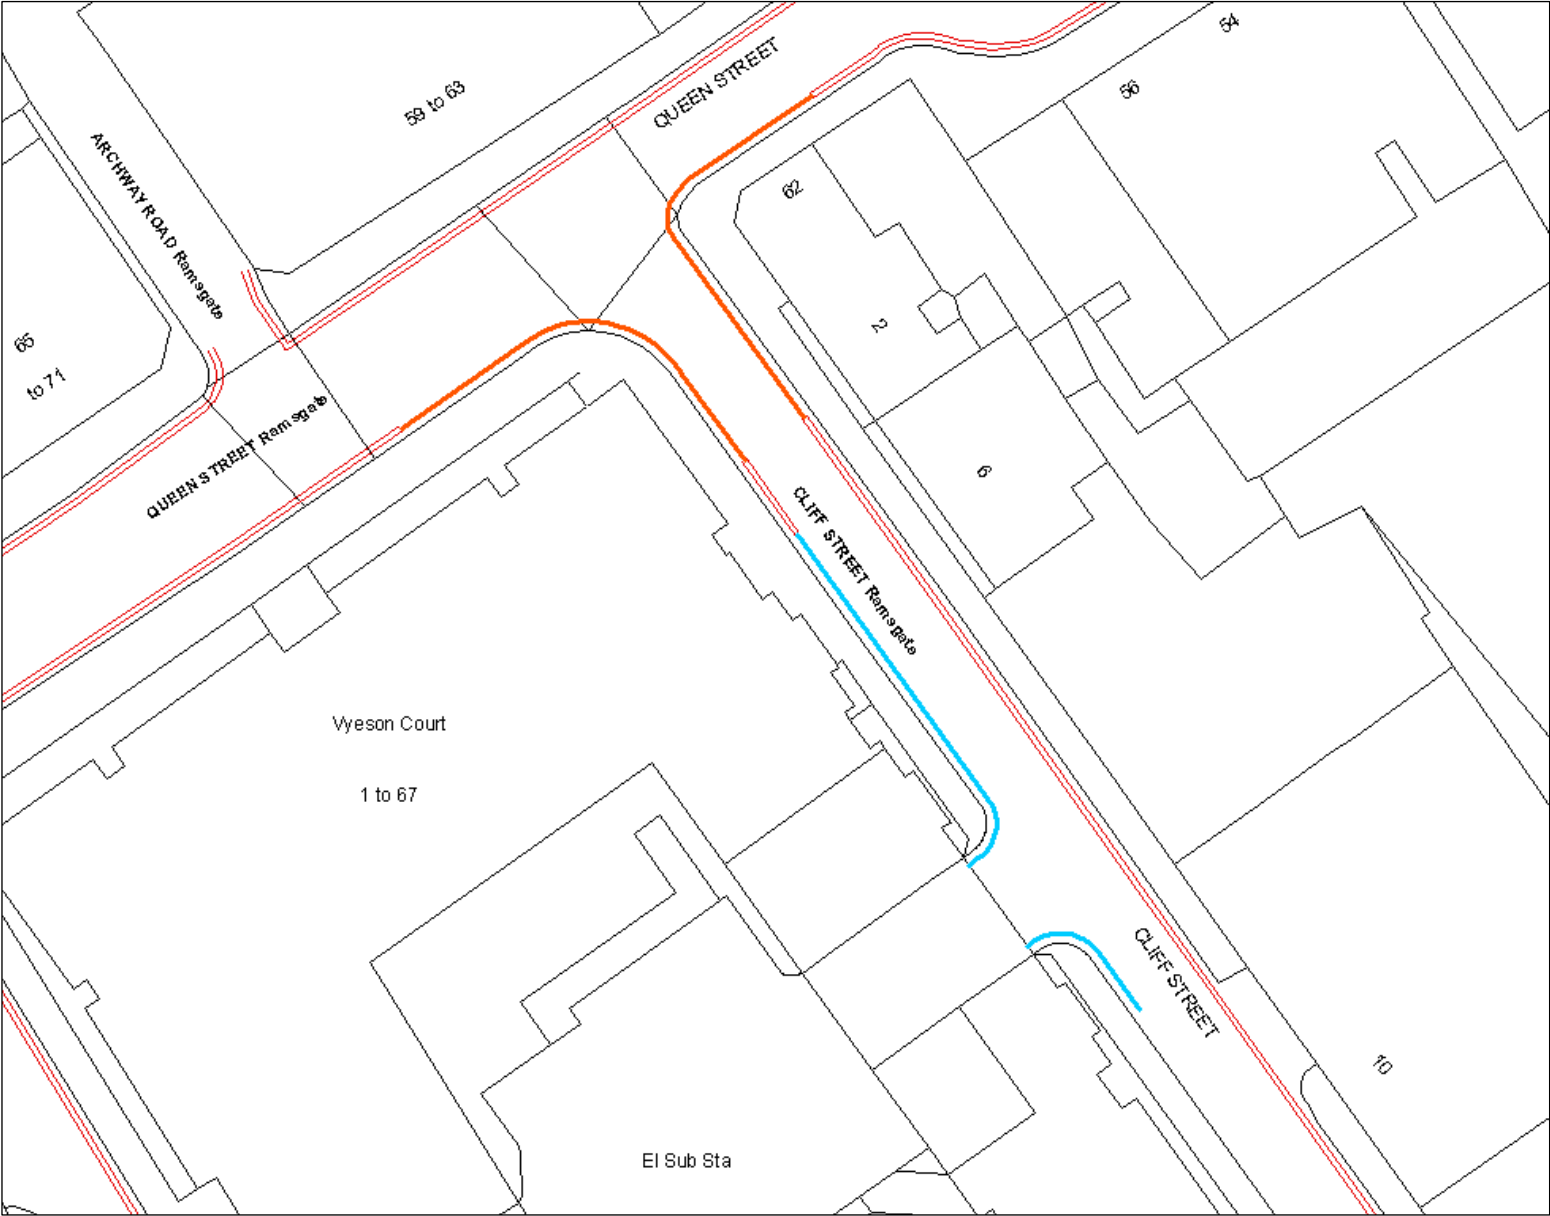 54
QUEEN STREET
56
59 to 63
ARCHWAY ROAD Ramsgate
62
2
65
to 71
QUEEN STREET Ramsgate
6
CLIFF STREET Ramsgate
Vyeson Court
1 to 67
CLIFF STREET
10
El Sub Sta